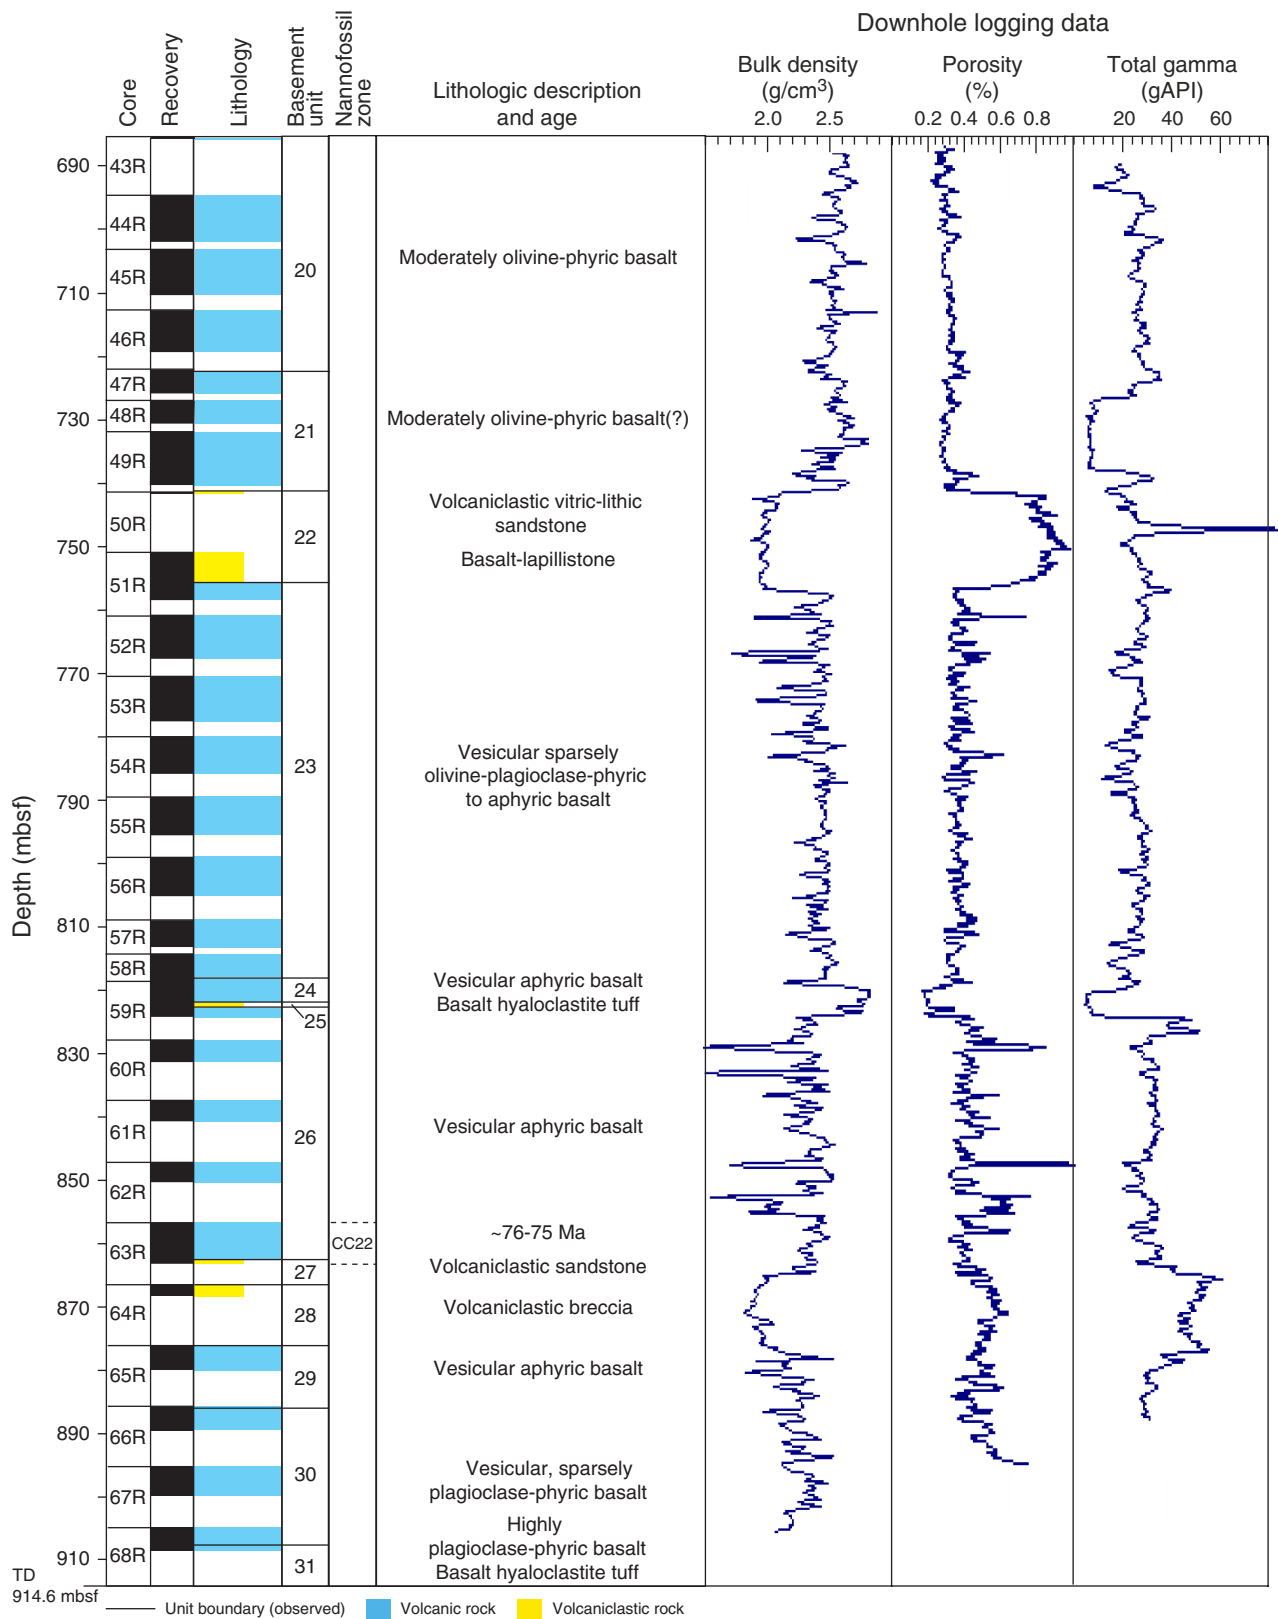 Downhole logging data
Core
Recovery
Lithology
Basement
unit
Nannofossil
zone
Lithologic description
and age
Bulk density
(g/cm³)
2.0 2.5
Porosity
(%)
0.2 0.4 0.6 0.8
Total gamma
(gAPI)
20 40 60
Depth (mbsf)
690
710
730
750
770
790
810
830
850
870
890
910
TD
914.6 mbsf
43R
44R
45R
46R
47R
48R
49R
50R
51R
52R
53R
54R
55R
56R
57R
58R
59R
60R
61R
62R
63R
64R
65R
66R
67R
68R
20
21
22
23
24
25
26
27
28
29
30
31
CC22
Moderately olivine-phyric basalt
Moderately olivine-phyric basalt(?)
Volcaniclastic vitric-lithic
sandstone
Basalt-lapillistone
Vesicular sparsely
olivine-plagioclase-phyric
to aphyric basalt
Vesicular aphyric basalt
Basalt hyaloclastite tuff
Vesicular aphyric basalt
~76-75 Ma
Volcaniclastic sandstone
Volcaniclastic breccia
Vesicular aphyric basalt
Vesicular, sparsely
plagioclase-phyric basalt
Highly
plagioclase-phyric basalt
Basalt hyaloclastite tuff
Unit boundary (observed) Volcanic rock Volcaniclastic rock